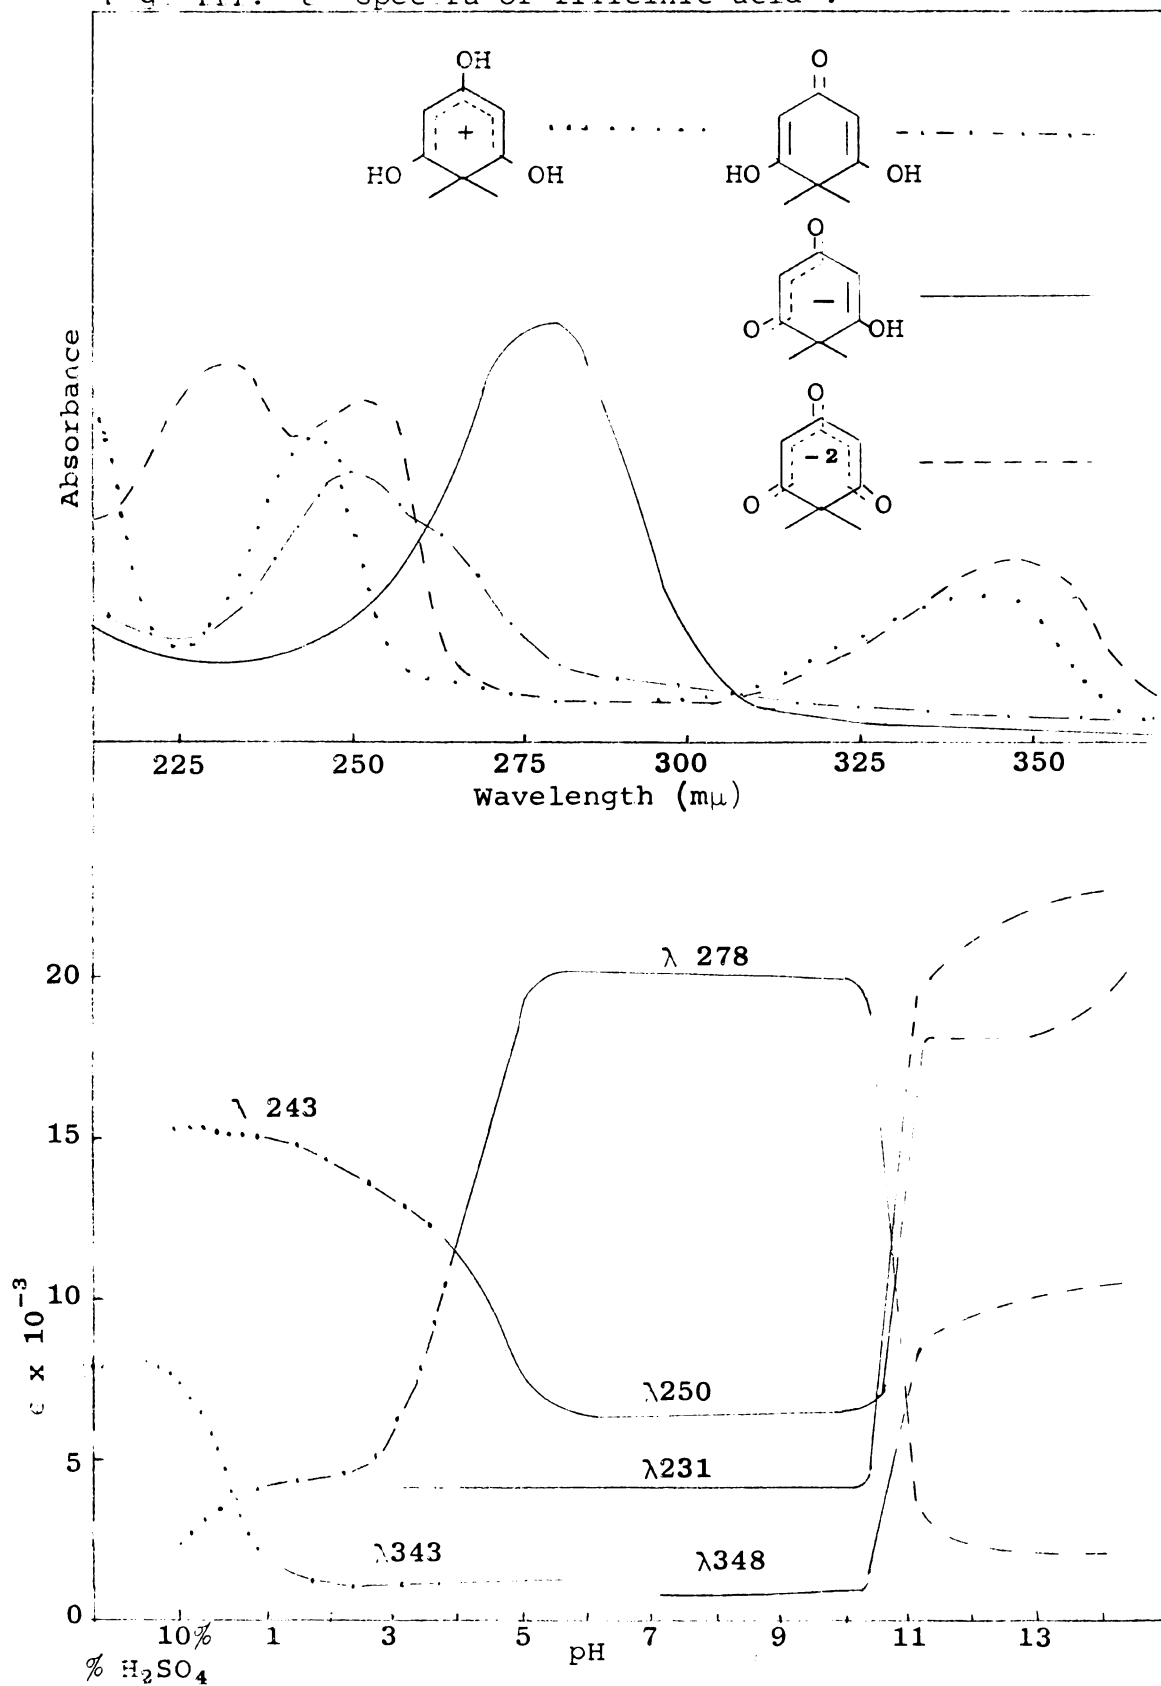 acid .
OH
O
+
HO OH
HO OH
O
−
O OH
O
-2
O O
Absorbance
225 250 275 300 325 350
Wavelength (mμ)
λ 278
20
λ 243
15
ϵ x 10⁻³
10
λ250
5
λ231
λ343
λ348
0
10% 1 3 5 7 9 11 13
pH
% H₂SO₄